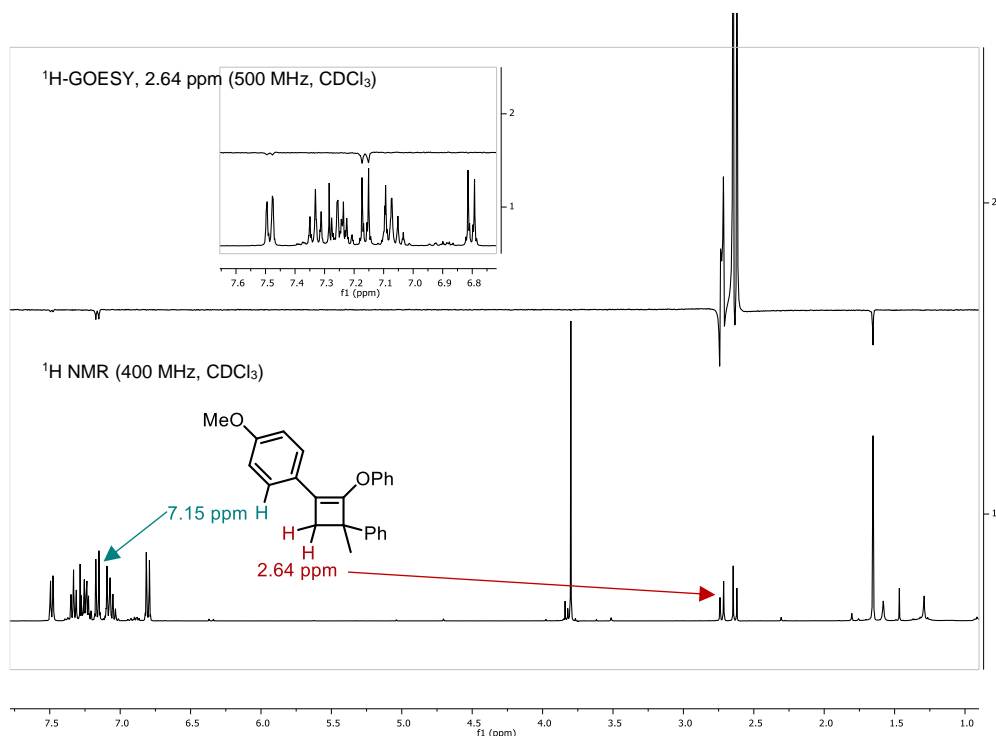 ¹H-GOESY, 2.64 ppm (500 MHz, CDCl₃)
2
1
7.6 7.5 7.4 7.3 7.2 7.1 7.0 6.9 6.8
f1 (ppm)
2
¹H NMR (400 MHz, CDCl₃)
MeO
OPh
7.15 ppm H
H
Ph
H
2.64 ppm
1
7.5 7.0 6.5 6.0 5.5 5.0 4.5 4.0 3.5 3.0 2.5 2.0 1.5 1.0
f1 (ppm)